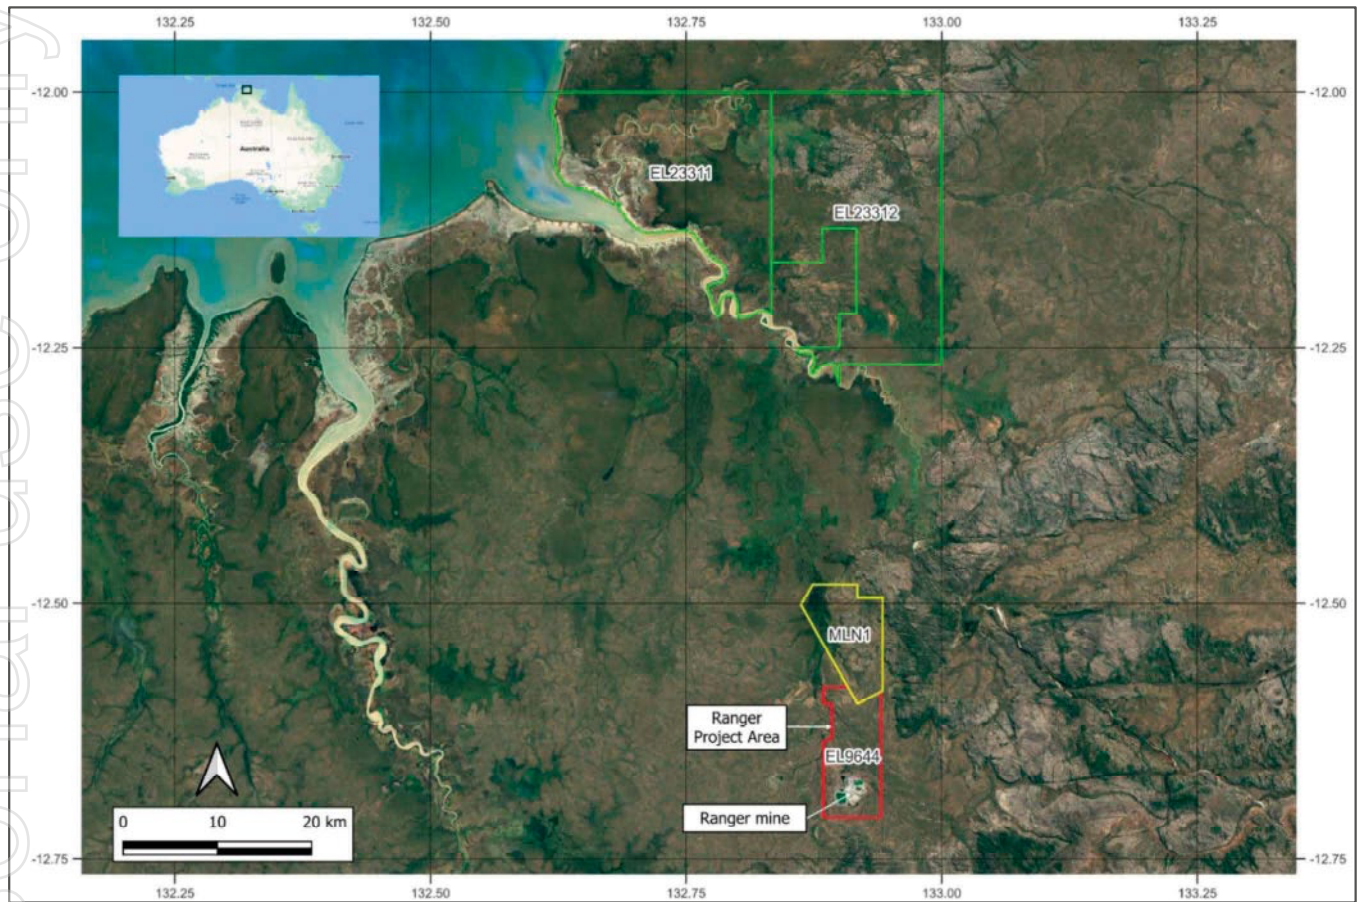 132.25 132.50 132.75 133.00 133.25
-12.00 -12.00
Australia
EL23311
EL23312
-12.25 -12.25
-12.50 -12.50
MLN1
Ranger
Project Area
EL9644
Ranger mine
0 10 20 km
-12.75 -12.75
132.25 132.50 132.75 133.00 133.25